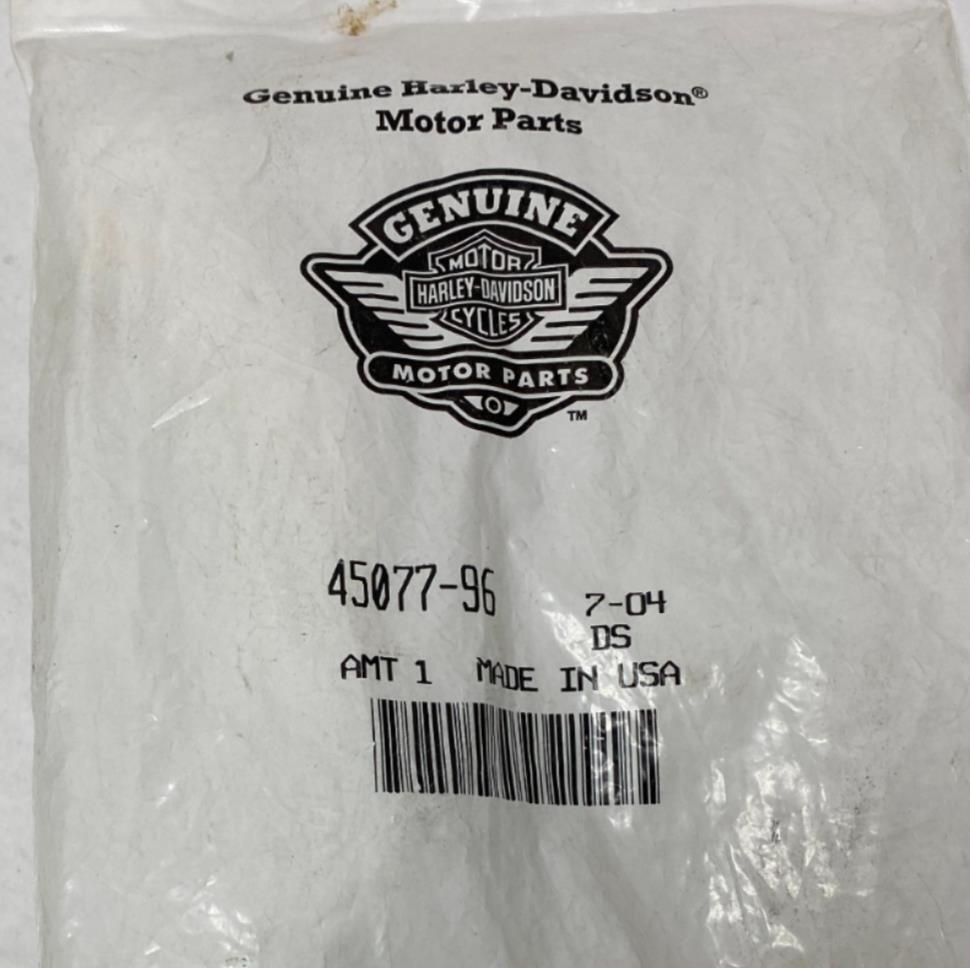 Genuine Harley-Davidson®
Motor Parts
GENUINE
MOTOR
HARLEY-DAVIDSON
CYCLES
MOTOR PARTS
TM
45077-96
7-04
DS
AMT 1 MADE IN USA